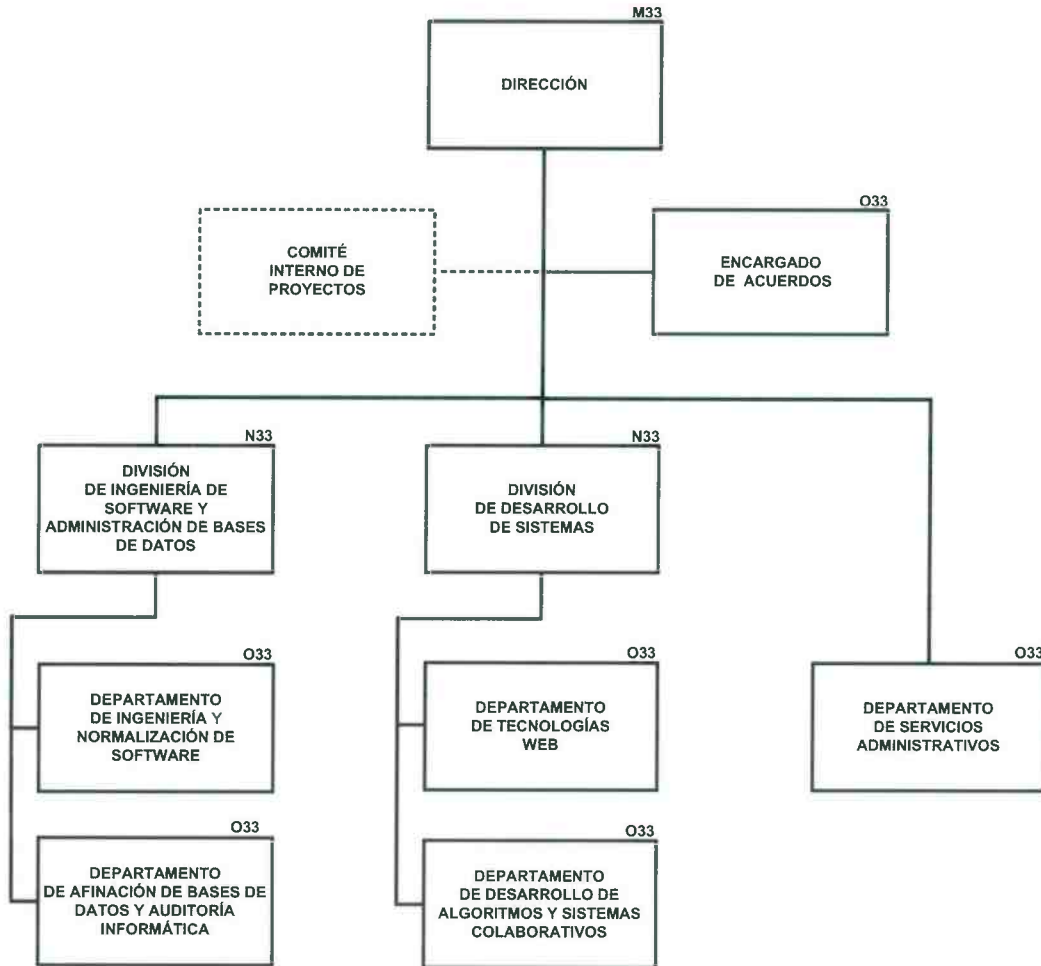 M33
DIRECCIÓN
COMITÉ
INTERNO DE
PROYECTOS
O33
ENCARGADO
DE ACUERDOS
N33
DIVISIÓN
DE INGENIERÍA DE
SOFTWARE Y
ADMINISTRACIÓN DE BASES
DE DATOS
N33
DIVISIÓN
DE DESARROLLO
DE SISTEMAS
O33
DEPARTAMENTO
DE INGENIERÍA Y
NORMALIZACIÓN DE
SOFTWARE
O33
DEPARTAMENTO
DE TECNOLOGÍAS
WEB
O33
DEPARTAMENTO
DE SERVICIOS
ADMINISTRATIVOS
O33
DEPARTAMENTO
DE AFINACIÓN DE BASES DE
DATOS Y AUDITORÍA
INFORMÁTICA
O33
DEPARTAMENTO
DE DESARROLLO DE
ALGORITMOS Y SISTEMAS
COLABORATIVOS